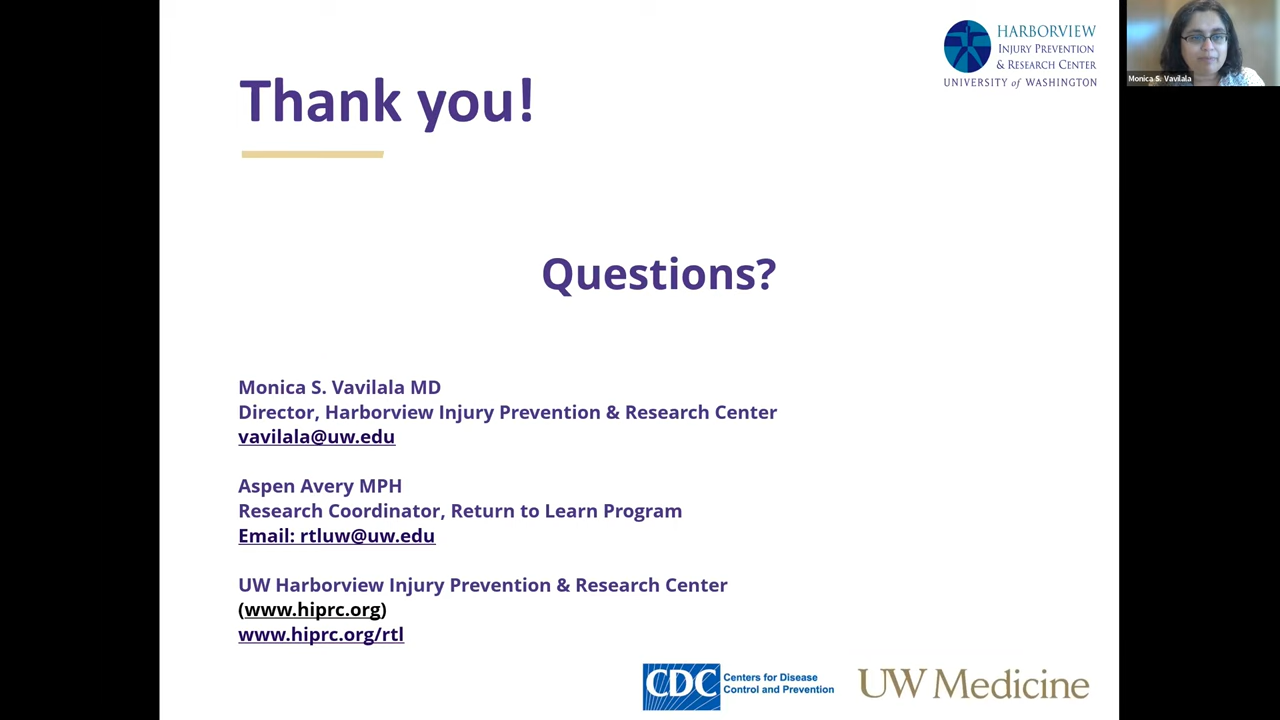 Thank you!
HARBORVIEW
INJURY PREVENTION
& RESEARCH CENTER
UNIVERSITY of WASHINGTON
Monica S. Vavilala
Questions?
Monica S. Vavilala MD
Director, Harborview Injury Prevention & Research Center
vavilala@uw.edu
Aspen Avery MPH
Research Coordinator, Return to Learn Program
Email: rtluw@uw.edu
UW Harborview Injury Prevention & Research Center
(www.hiprc.org)
www.hiprc.org/rtl
CDC
Centers for Disease
Control and Prevention
UW Medicine